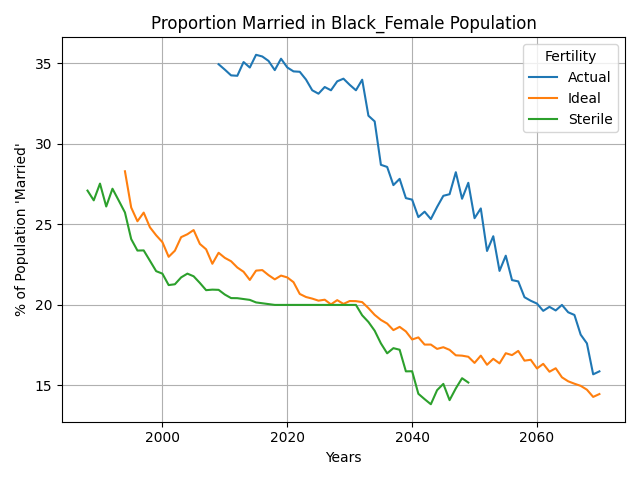 Proportion Married in Black_Female Population
% of Population 'Married'
35
30
25
20
15
Fertility
Actual
Ideal
Sterile
2000 2020 2040 2060
Years